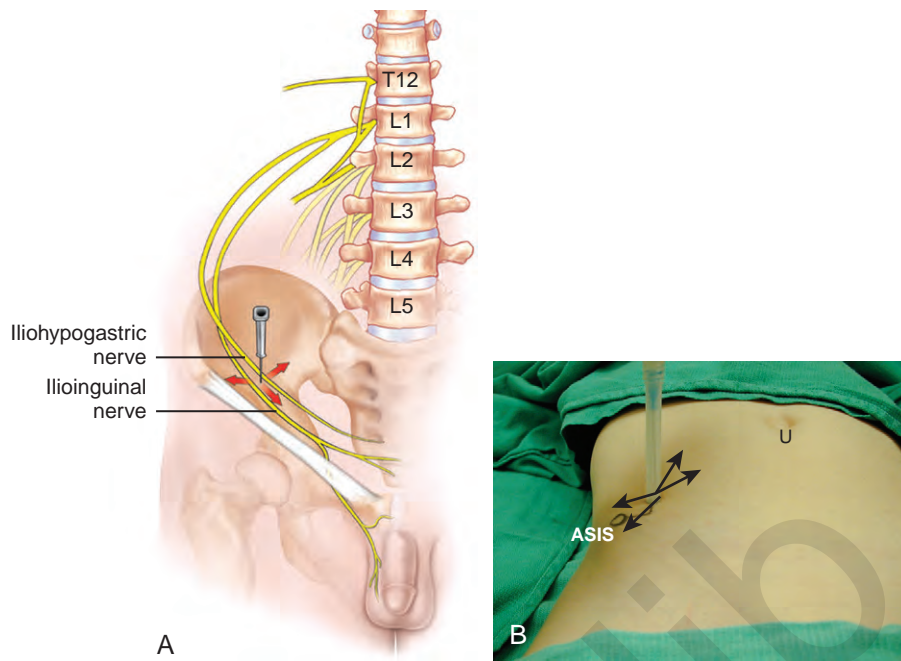 T12
L1
L2
L3
L4
L5
Iliohypogastric
nerve
Ilioinguinal
nerve
A
U
ASIS
B